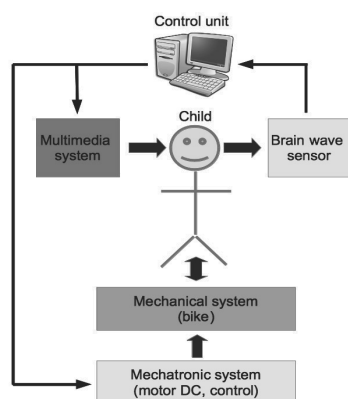 Control unit
Child
Multimedia
system
Brain wave
sensor
Mechanical system
(bike)
Mechatronic system
(motor DC, control)